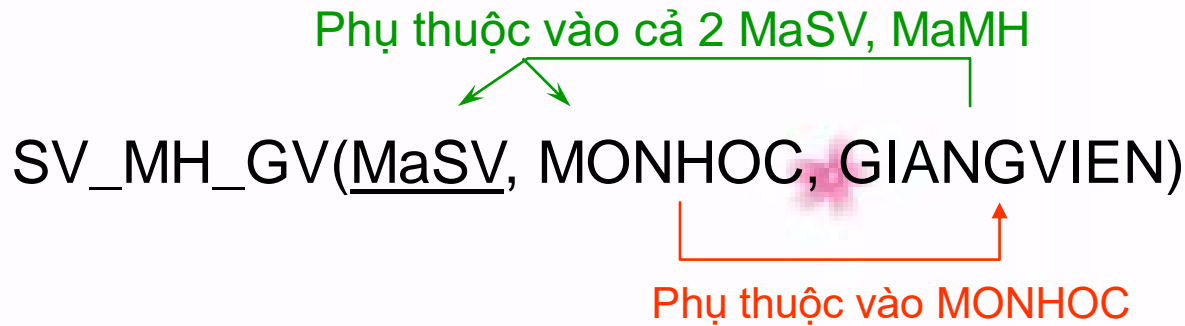 Phụ thuộc vào cả 2 MaSV, MaMH
SV_MH_GV(MaSV, MONHOC, GIANGVIEN)
Phụ thuộc vào MONHOC